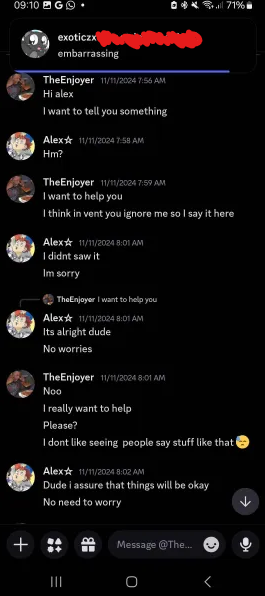 09:10
71%
exoticzx
embarrassing
TheEnjoyer 11/11/2024 7:56 AM
Hi alex
I want to tell you something
Alex☆ 11/11/2024 7:58 AM
Hm?
TheEnjoyer 11/11/2024 7:59 AM
I want to help you
I think in vent you ignore me so I say it here
Alex☆ 11/11/2024 8:01 AM
I didnt saw it
Im sorry
TheEnjoyer I want to help you
Alex☆ 11/11/2024 8:01 AM
Its alright dude
No worries
TheEnjoyer 11/11/2024 8:01 AM
Noo
I really want to help
Please?
I dont like seeing people say stuff like that 😓
Alex☆ 11/11/2024 8:02 AM
Dude i assure that things will be okay
No need to worry
Message @The...